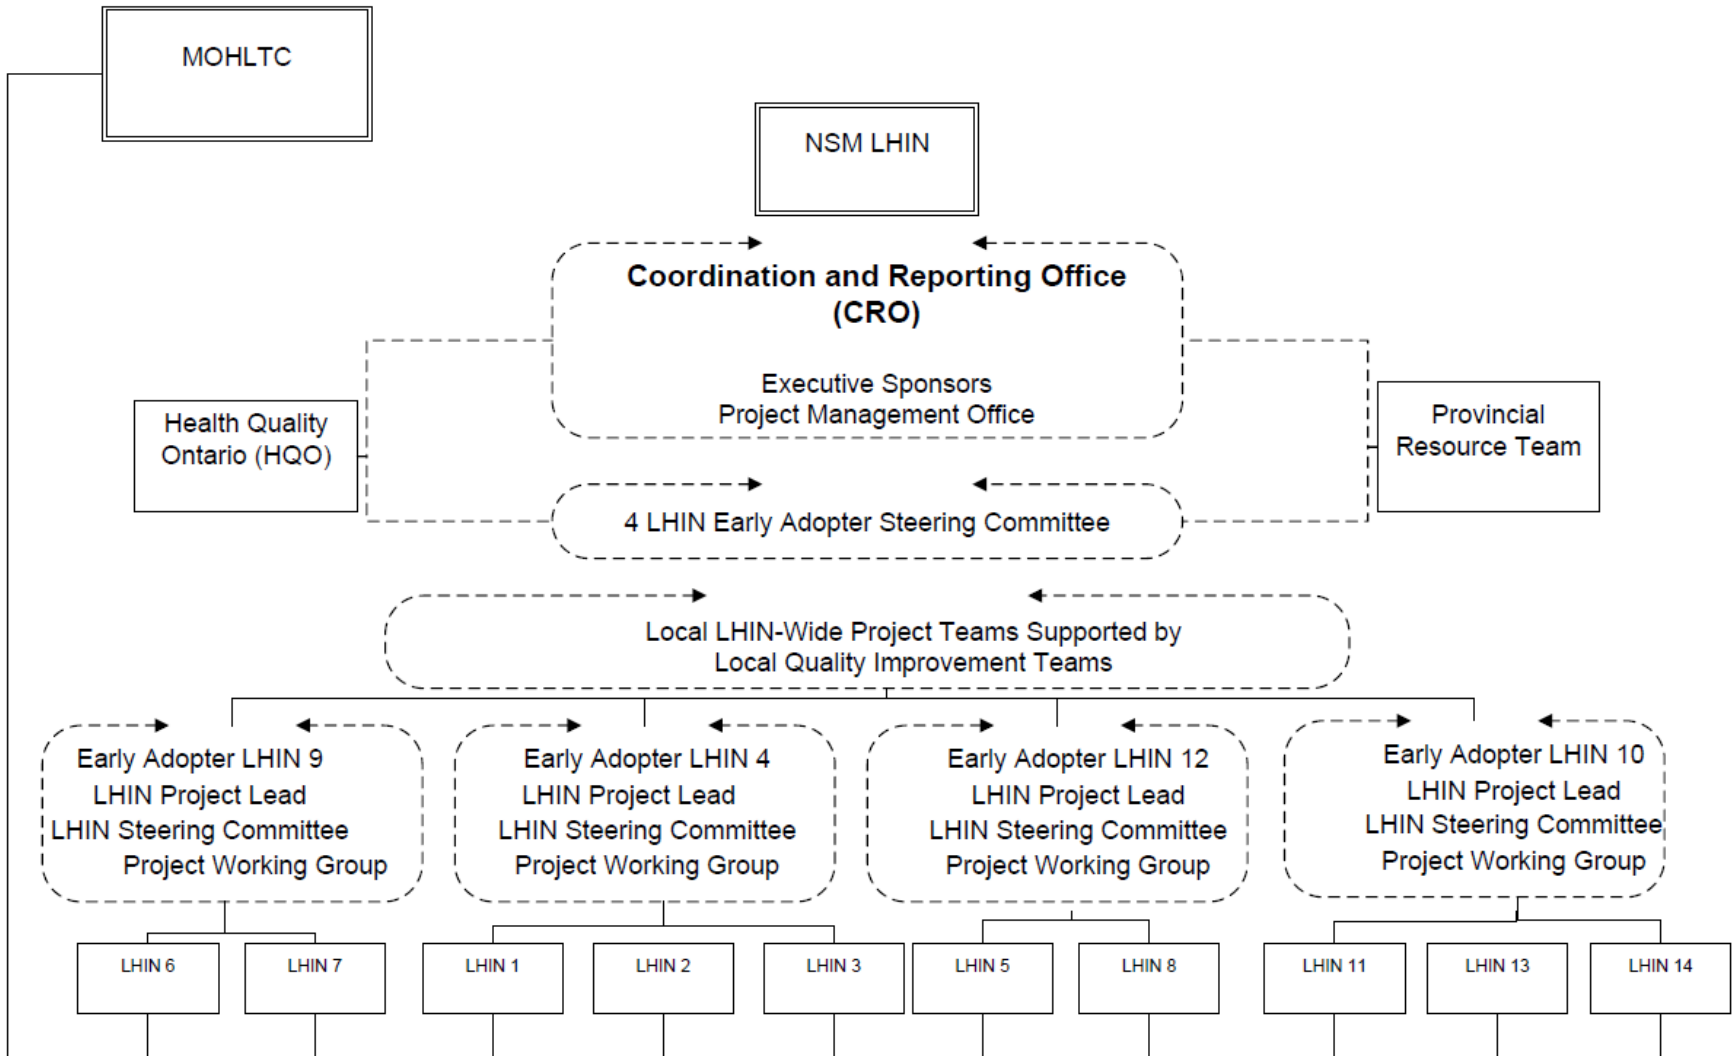 MOHLTC
NSM LHIN
Coordination and Reporting Office
(CRO)
Executive Sponsors
Project Management Office
Health Quality
Ontario (HQO)
Provincial
Resource Team
4 LHIN Early Adopter Steering Committee
Local LHIN-Wide Project Teams Supported by
Local Quality Improvement Teams
Early Adopter LHIN 9
LHIN Project Lead
LHIN Steering Committee
Project Working Group
Early Adopter LHIN 4
LHIN Project Lead
LHIN Steering Committee
Project Working Group
Early Adopter LHIN 12
LHIN Project Lead
LHIN Steering Committee
Project Working Group
Early Adopter LHIN 10
LHIN Project Lead
LHIN Steering Committee
Project Working Group
LHIN 6
LHIN 7
LHIN 1
LHIN 2
LHIN 3
LHIN 5
LHIN 8
LHIN 11
LHIN 13
LHIN 14